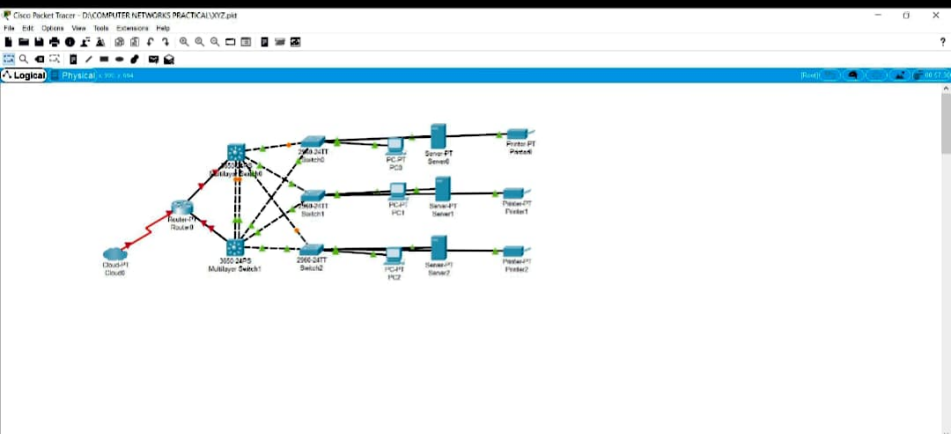 Cisco Packet Tracer - D:\COMPUTER NETWORKS PRACTICAL\XYZ.pkt
File Edit Options View Tools Extensions Help
?
Logical Physical
(Root)
Multilayer Switch0
2960-24TT
Switch0
PC-PT
PC0
Server-PT
Server0
Printer-PT
Printer0
Router-PT
Router0
2960-24TT
Switch1
PC-PT
PC1
Server-PT
Server1
Printer-PT
Printer1
Cloud-PT
Cloud0
3650-24PS
Multilayer Switch1
2960-24TT
Switch2
PC-PT
PC2
Server-PT
Server2
Printer-PT
Printer2